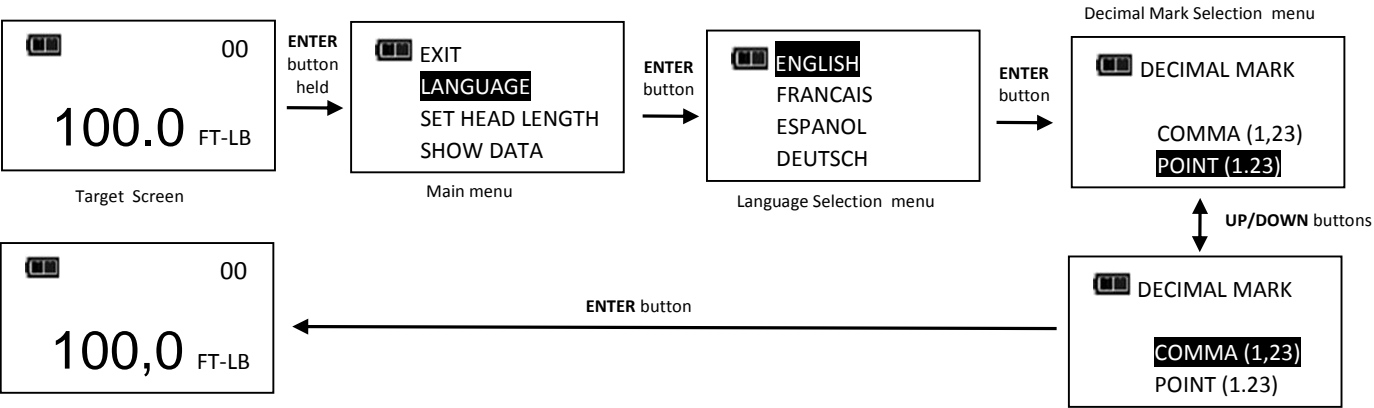 Decimal Mark Selection menu
00
100.0 FT-LB
Target Screen
ENTER
button
held
EXIT
LANGUAGE
SET HEAD LENGTH
SHOW DATA
Main menu
ENTER
button
ENGLISH
FRANCAIS
ESPANOL
DEUTSCH
Language Selection menu
ENTER
button
DECIMAL MARK
COMMA (1,23)
POINT (1.23)
UP/DOWN buttons
DECIMAL MARK
COMMA (1,23)
POINT (1.23)
ENTER button
00
100,0 FT-LB